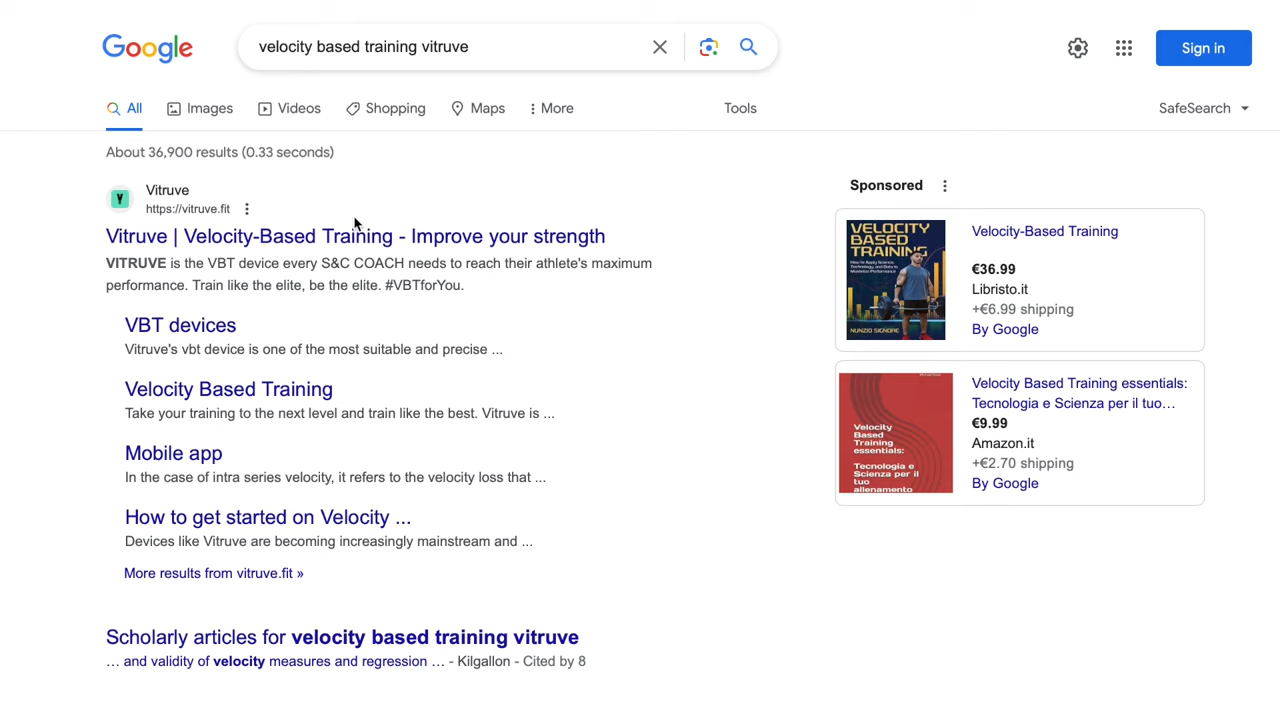 Google
velocity based training vitruve
Sign in
All
Images
Videos
Shopping
Maps
More
Tools
SafeSearch
About 36,900 results (0.33 seconds)
Vitruve
https://vitruve.fit
Vitruve | Velocity-Based Training - Improve your strength
VITRUVE is the VBT device every S&C COACH needs to reach their athlete's maximum
performance. Train like the elite, be the elite. #VBTforYou.
VBT devices
Vitruve's vbt device is one of the most suitable and precise ...
Velocity Based Training
Take your training to the next level and train like the best. Vitruve is ...
Mobile app
In the case of intra series velocity, it refers to the velocity loss that ...
How to get started on Velocity ...
Devices like Vitruve are becoming increasingly mainstream and ...
More results from vitruve.fit »
Scholarly articles for velocity based training vitruve
... and validity of velocity measures and regression ... - Kilgallon - Cited by 8
Sponsored
VELOCITY
BASED
TRAINING
NUNZIO SIGNORE
Velocity-Based Training
€36.99
Libristo.it
+€6.99 shipping
By Google
Velocity
Based
Training
essentials:
Tecnologia e
Scienza per il
tuo
allenamento
Velocity Based Training essentials:
Tecnologia e Scienza per il tuo...
€9.99
Amazon.it
+€2.70 shipping
By Google